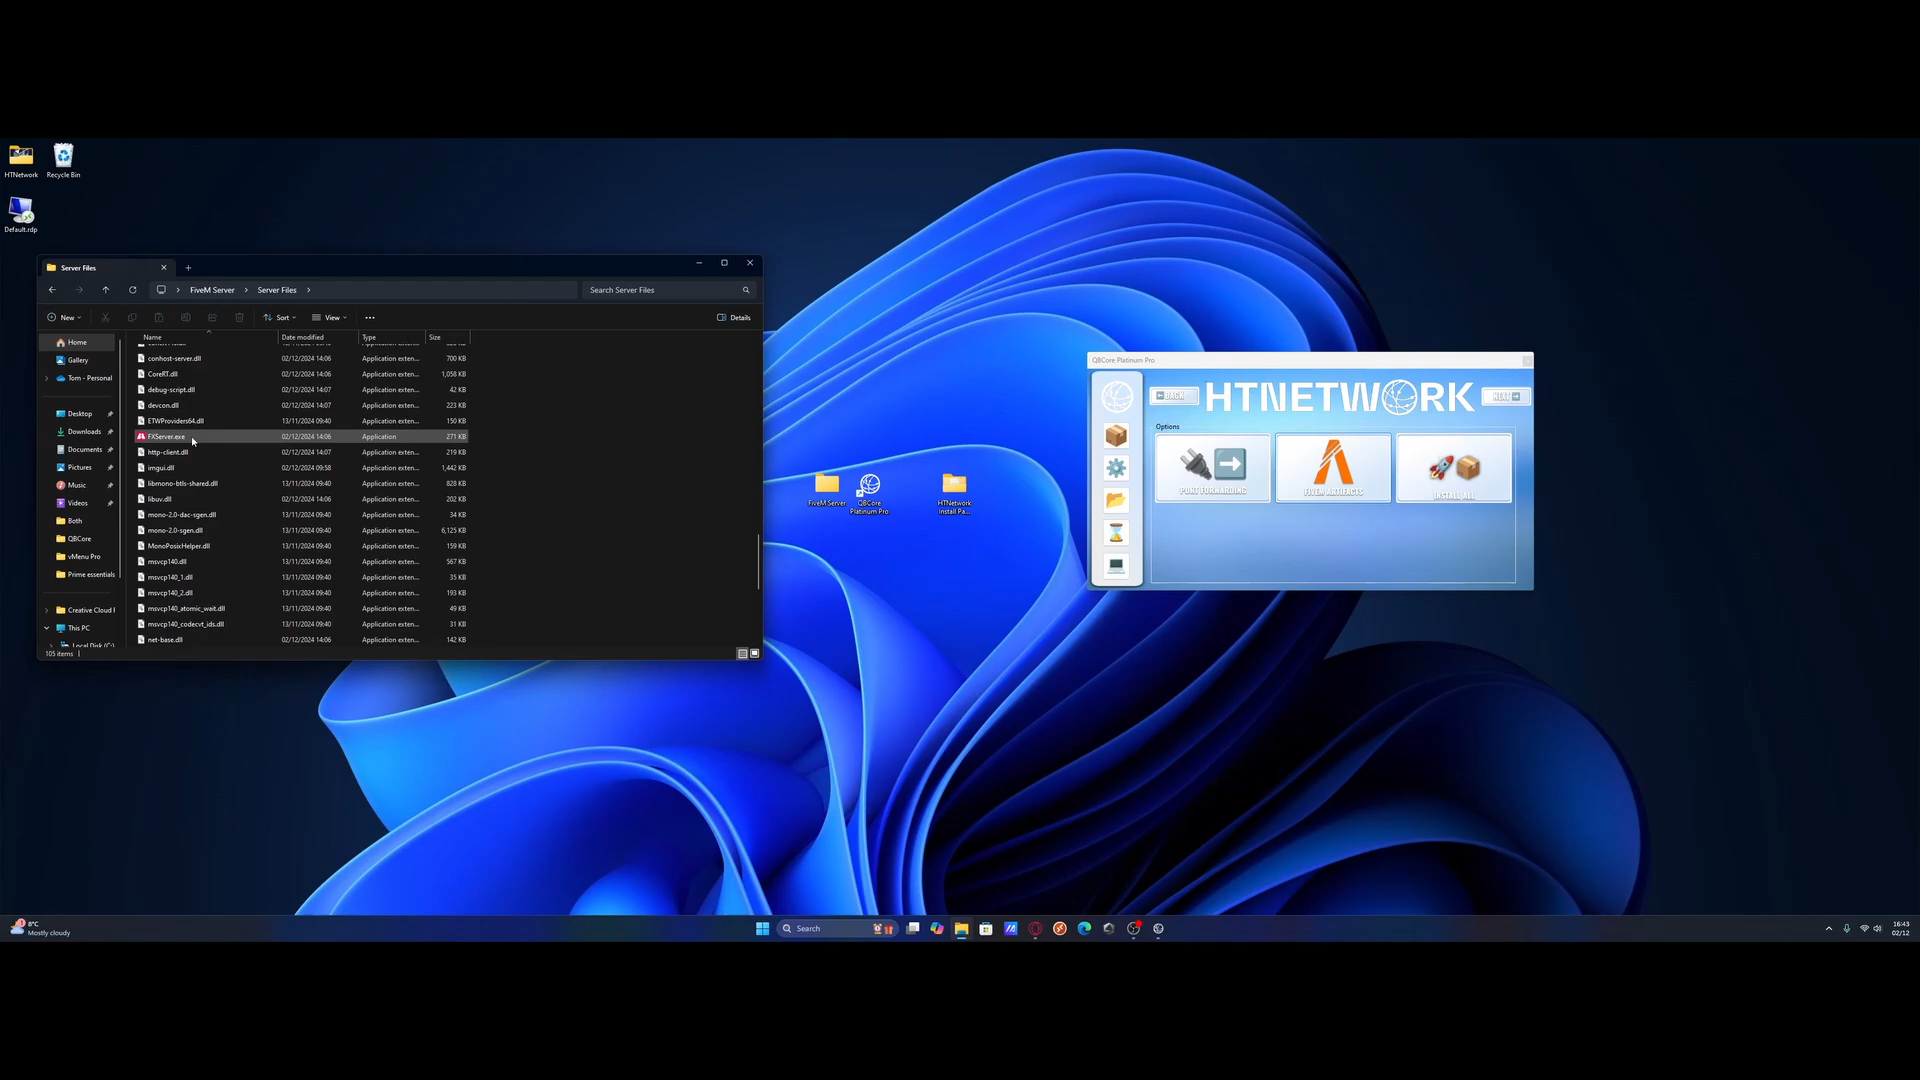 HTNetwork
Recycle Bin
Default.rdp
Server Files
FiveM Server
Server Files
Search Server Files
New
Sort
View
Details
Name
Date modified
Type
Size
Home
Gallery
Tom - Personal
Desktop
Downloads
Documents
Pictures
Music
Videos
Both
QBCore
vMenu Pro
Prime essentials
Creative Cloud F
This PC
Local Disk (C:)
conhost-server.dll 02/12/2024 14:06 Application exten... 700 KB
CoreRT.dll 02/12/2024 14:06 Application exten... 1,058 KB
debug-script.dll 02/12/2024 14:07 Application exten... 42 KB
devcon.dll 02/12/2024 14:07 Application exten... 223 KB
ETWProviders64.dll 13/11/2024 09:40 Application exten... 150 KB
FXServer.exe 02/12/2024 14:06 Application 271 KB
http-client.dll 02/12/2024 14:07 Application exten... 219 KB
imgui.dll 02/12/2024 09:58 Application exten... 1,442 KB
libmono-btls-shared.dll 13/11/2024 09:40 Application exten... 828 KB
libuv.dll 02/12/2024 14:06 Application exten... 202 KB
mono-2.0-dac-sgen.dll 13/11/2024 09:40 Application exten... 34 KB
mono-2.0-sgen.dll 13/11/2024 09:40 Application exten... 6,125 KB
MonoPosixHelper.dll 13/11/2024 09:40 Application exten... 159 KB
msvcp140.dll 13/11/2024 09:40 Application exten... 567 KB
msvcp140_1.dll 13/11/2024 09:40 Application exten... 35 KB
msvcp140_2.dll 13/11/2024 09:40 Application exten... 193 KB
msvcp140_atomic_wait.dll 13/11/2024 09:40 Application exten... 49 KB
msvcp140_codecvt_ids.dll 13/11/2024 09:40 Application exten... 31 KB
net-base.dll 02/12/2024 14:06 Application exten... 142 KB
105 items
FiveM Server
QBCore
Platinum Pro
HTNetwork
Install Pa...
QBCore Platinum Pro
BACK
HTNETWORK
NEXT
Options
PORT FORWARDING
FIVEM ARTIFACTS
INSTALL ALL
8°C
Mostly cloudy
Search
16:43
02/12